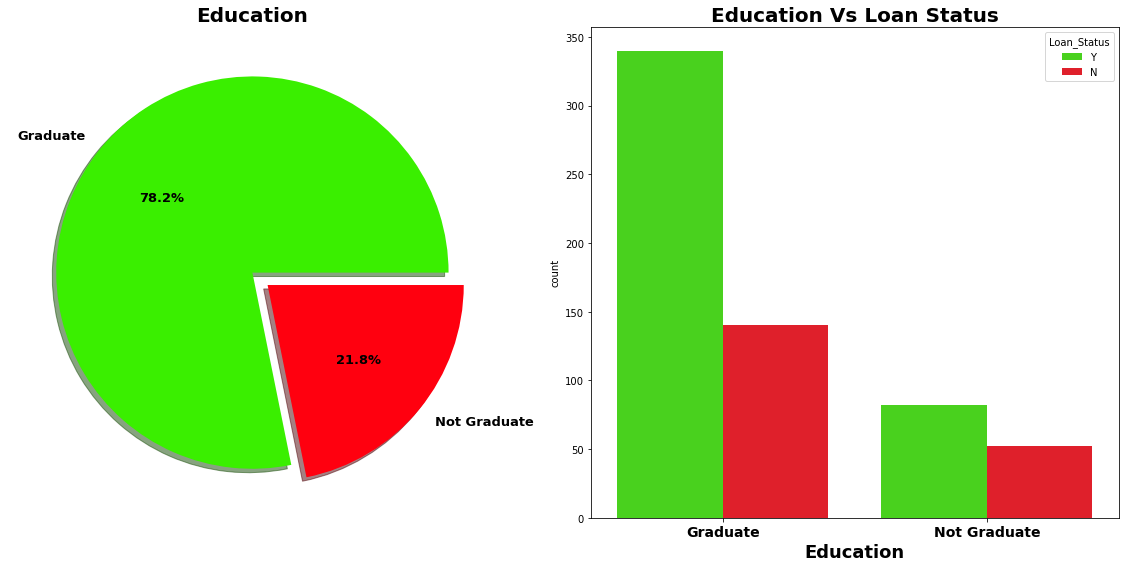 Education
Graduate
78.2%
21.8%
Not Graduate
Education Vs Loan Status
Loan_Status
Y
N
350
300
250
200
150
100
50
0
count
Graduate Not Graduate
Education